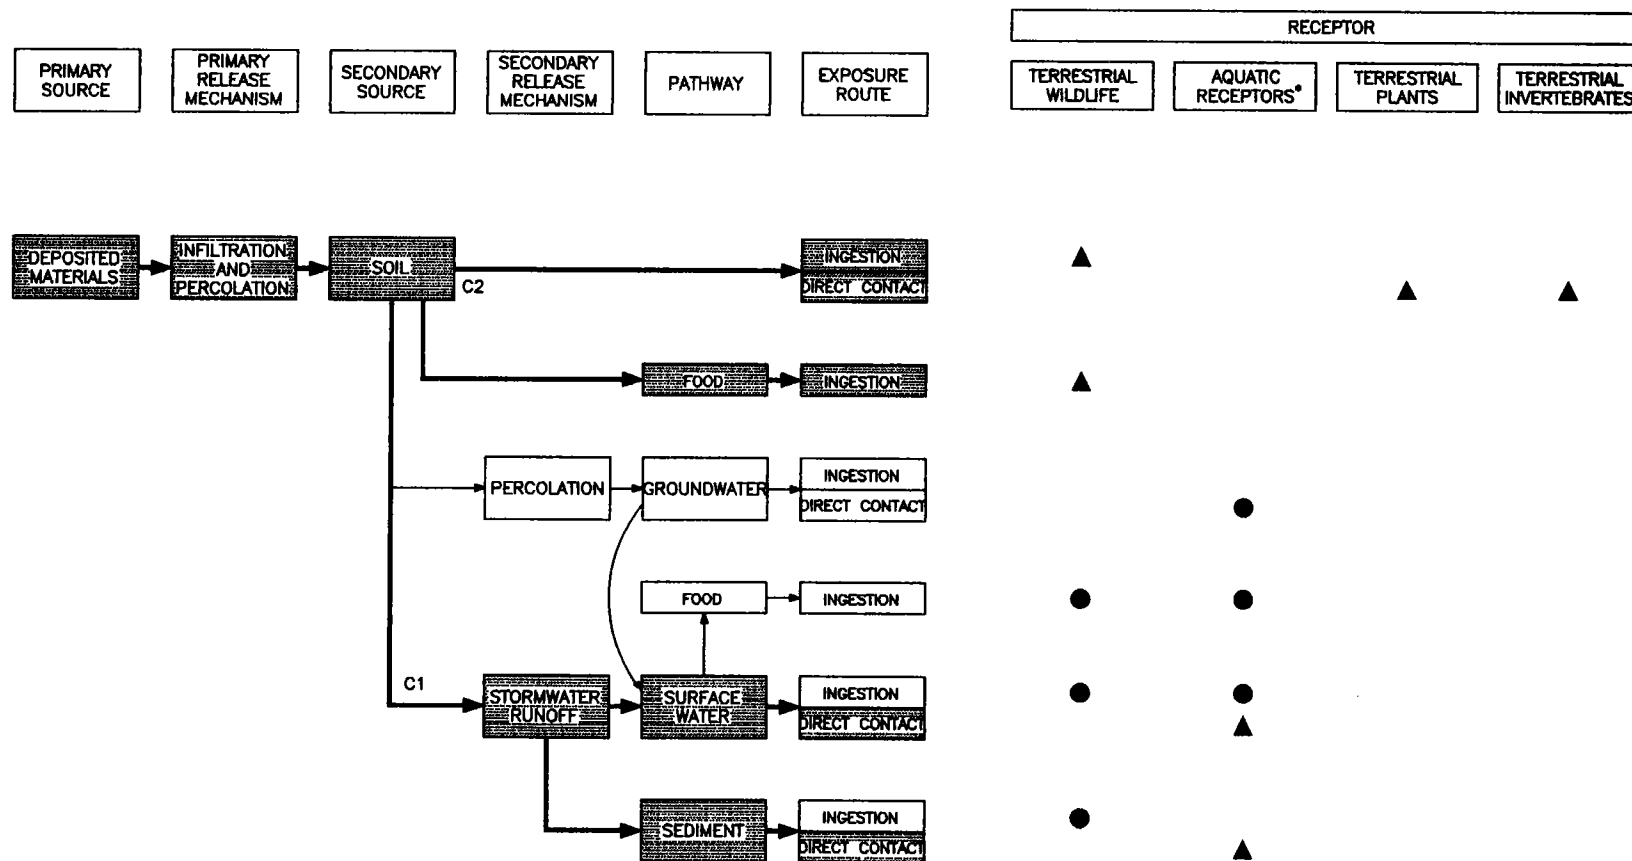 RECEPTOR
PRIMARY
SOURCE
PRIMARY
RELEASE
MECHANISM
SECONDARY
SOURCE
SECONDARY
RELEASE
MECHANISM
PATHWAY
EXPOSURE
ROUTE
TERRESTRIAL
WILDLIFE
AQUATIC
RECEPTORS*
TERRESTRIAL
PLANTS
TERRESTRIAL
INVERTEBRATES
DEPOSITED
MATERIALS
INFILTRATION
AND
PERCOLATION
SOIL
C2
INGESTION
DIRECT CONTACT
FOOD
INGESTION
PERCOLATION
GROUNDWATER
INGESTION
DIRECT CONTACT
FOOD
INGESTION
C1
STORMWATER
RUNOFF
SURFACE
WATER
INGESTION
DIRECT CONTACT
SEDIMENT
INGESTION
DIRECT CONTACT